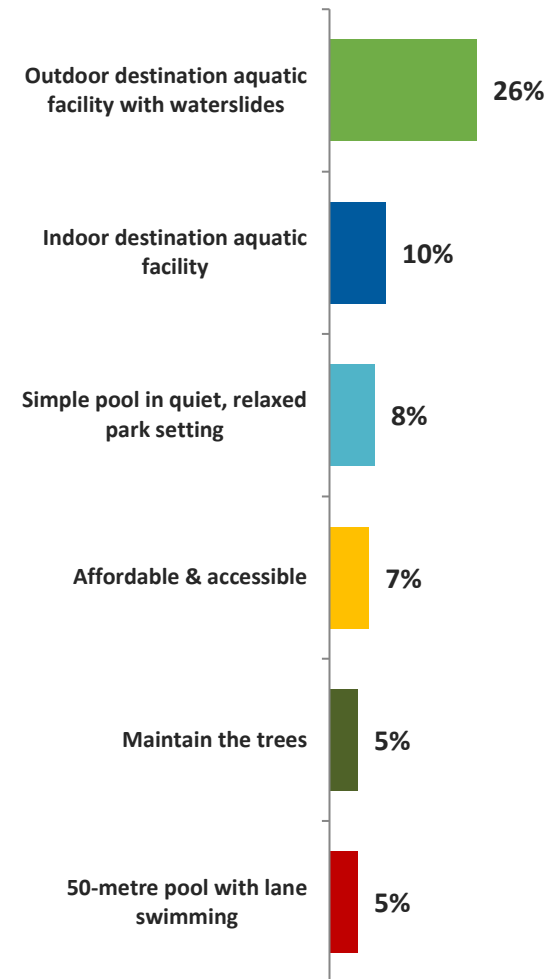 Outdoor destination aquatic
facility with waterslides
26%
Indoor destination aquatic
facility
10%
Simple pool in quiet, relaxed
park setting
8%
Affordable & accessible
7%
Maintain the trees
5%
50-metre pool with lane
swimming
5%